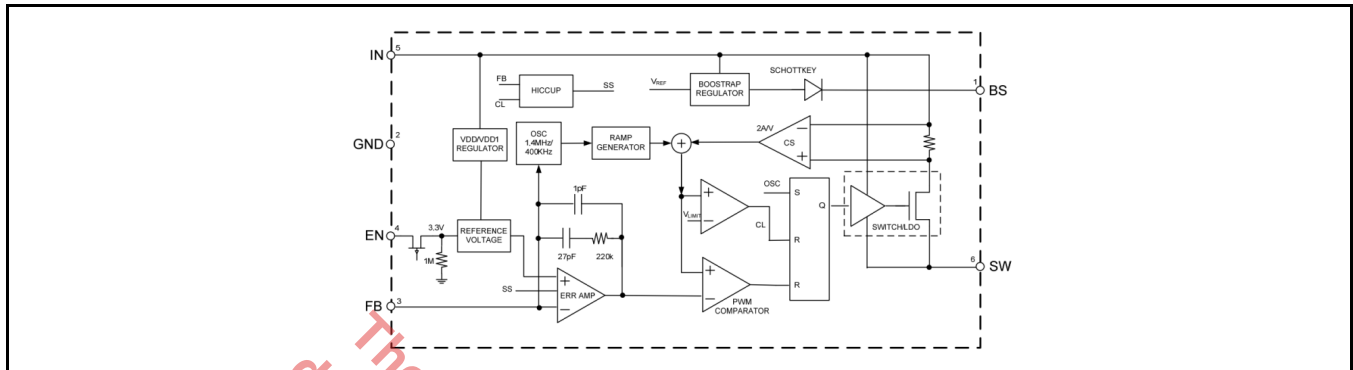 IN 5
FB
CL
HICCUP
SS
VREF
BOOSTRAP
REGULATOR
SCHOTTKEY
1 BS
GND 2
VDD/VDD1
REGULATOR
OSC
1.4MHz/
400KHz
RAMP
GENERATOR
+
2A/V
−
CS
+
1pF
OSC
S
Q
R
R
+
VLIMIT
−
CL
SWITCH/LDO
EN 4
3.3V
1M
REFERENCE
VOLTAGE
27pF
220k
6 SW
+
SS
ERR AMP
−
+
−
PWM
COMPARATOR
FB 3
&
The